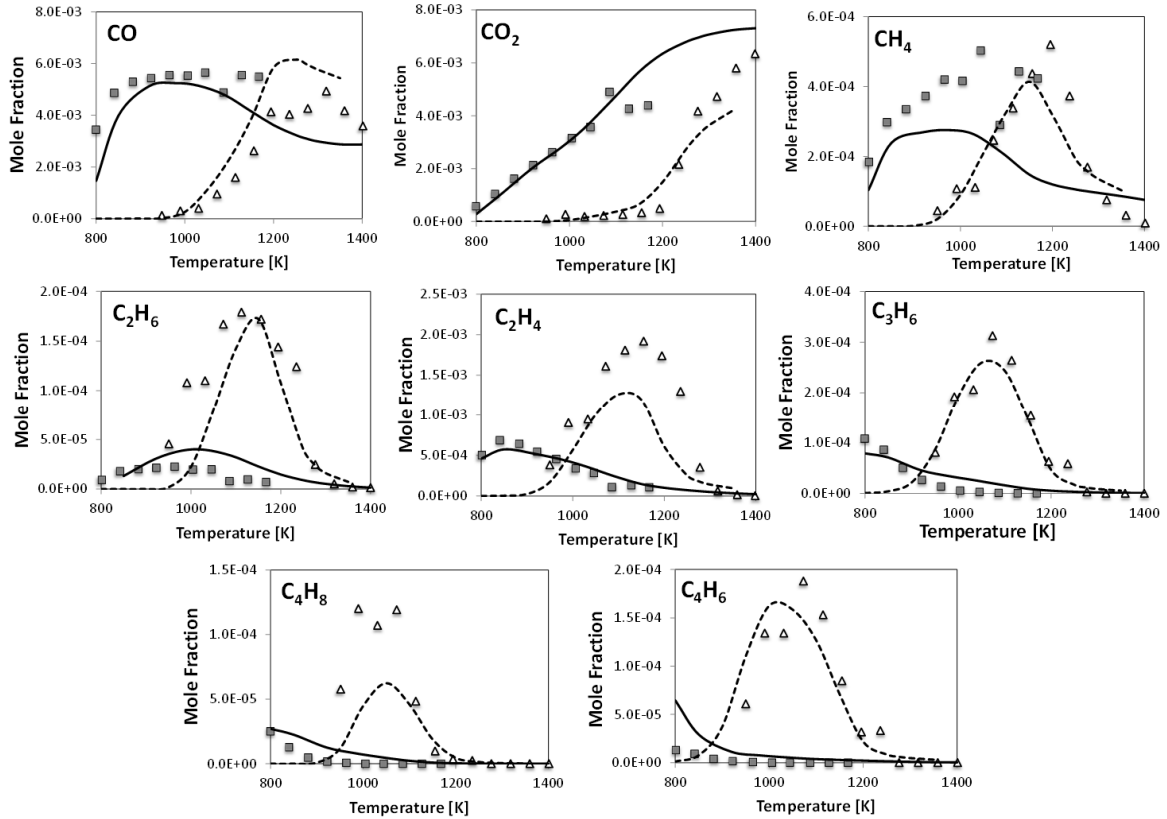 CO
Mole Fraction
8.0E-03
6.0E-03
4.0E-03
2.0E-03
0.0E+00
800 1000 1200 1400
Temperature [K]
CO2
Mole Fraction
8.0E-03
6.0E-03
4.0E-03
2.0E-03
0.0E+00
800 1000 1200 1400
Temperature [K]
CH4
Mole Fraction
6.0E-04
4.0E-04
2.0E-04
0.0E+00
800 1000 1200 1400
Temperature [K]
C2H6
Mole Fraction
2.0E-04
1.5E-04
1.0E-04
5.0E-05
0.0E+00
800 1000 1200 1400
Temperature [K]
C2H4
Mole Fraction
2.5E-03
2.0E-03
1.5E-03
1.0E-03
5.0E-04
0.0E+00
800 1000 1200 1400
Temperature [K]
C3H6
Mole Fraction
4.0E-04
3.0E-04
2.0E-04
1.0E-04
0.0E+00
800 1000 1200 1400
Temperature [K]
C4H8
Mole Fraction
1.5E-04
1.0E-04
5.0E-05
0.0E+00
800 1000 1200 1400
Temperature [K]
C4H6
Mole Fraction
2.0E-04
1.5E-04
1.0E-04
5.0E-05
0.0E+00
800 1000 1200 1400
Temperature [K]